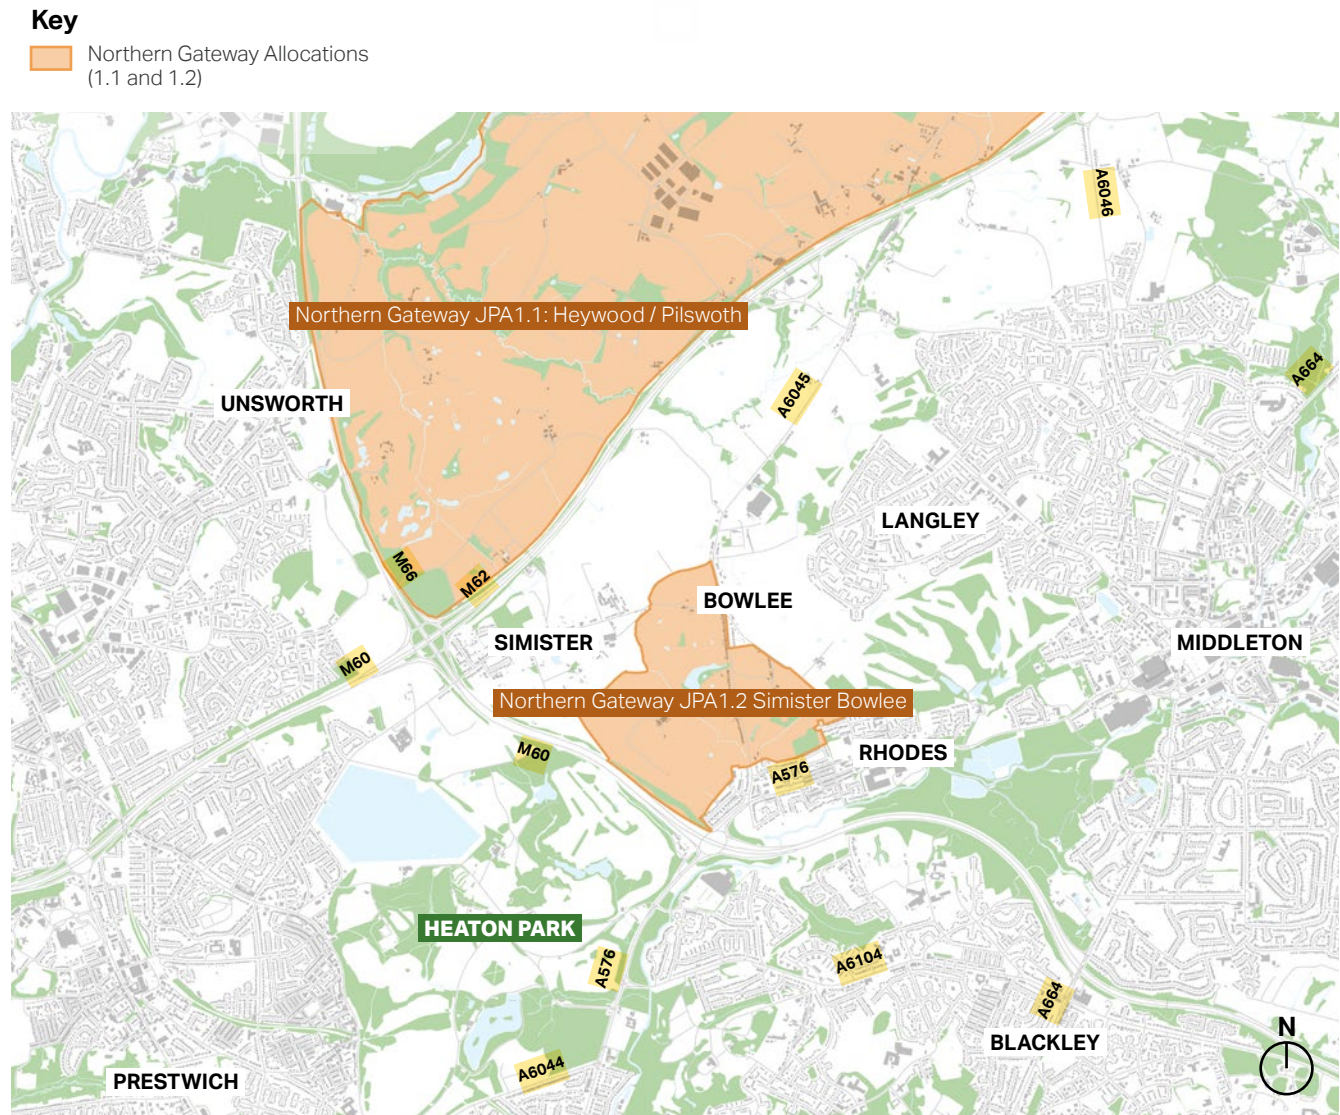 Key
Northern Gateway Allocations
(1.1 and 1.2)
A6046
Northern Gateway JPA1.1: Heywood / Pilswoth
A664
A6045
UNSWORTH
LANGLEY
M66
M62
BOWLEE
SIMISTER
MIDDLETON
M60
Northern Gateway JPA1.2 Simister Bowlee
M60
RHODES
A576
HEATON PARK
A576
A6104
A664
N
BLACKLEY
A6044
PRESTWICH